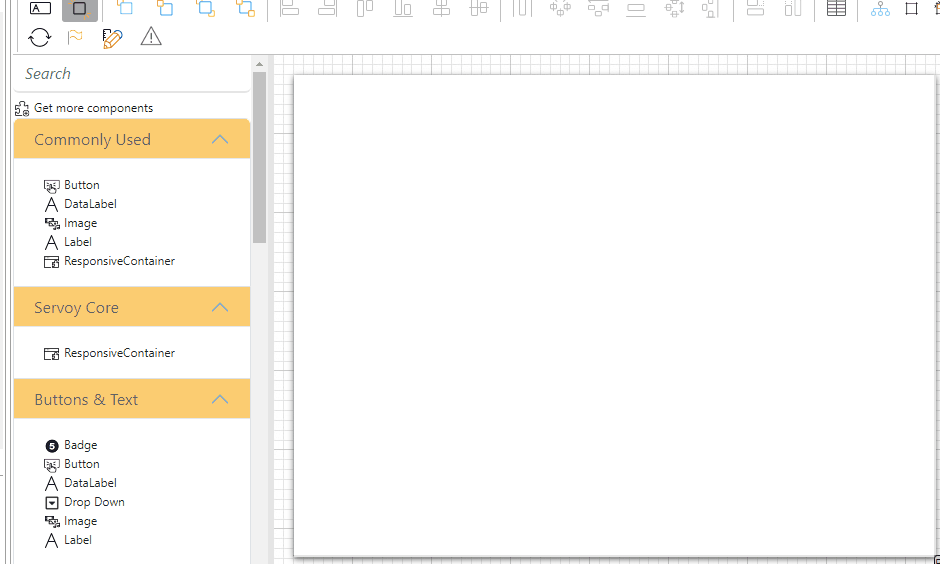 A
Search
Get more components
Commonly Used
Button
A DataLabel
Image
A Label
ResponsiveContainer
Servoy Core
ResponsiveContainer
Buttons & Text
5 Badge
Button
A DataLabel
Drop Down
Image
A Label